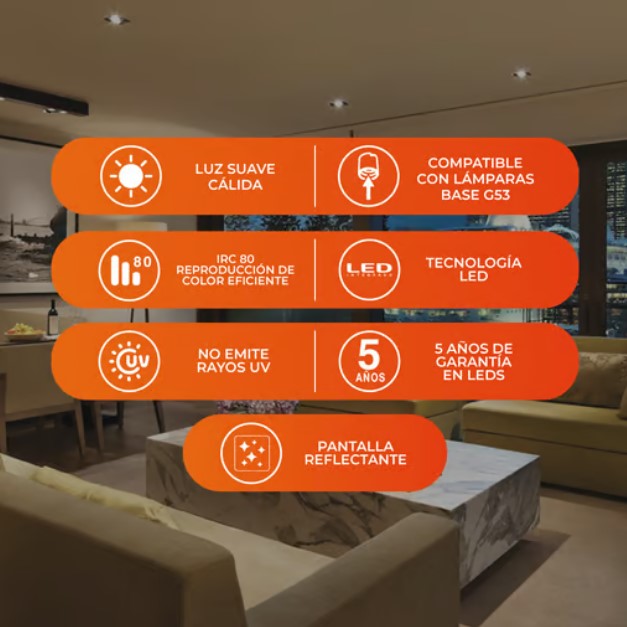 LUZ SUAVE
CÁLIDA
COMPATIBLE
CON LÁMPARAS
BASE G53
80
IRC 80
REPRODUCCIÓN DE
COLOR EFICIENTE
LED
TECNOLOGÍA
LED
UV
NO EMITE
RAYOS UV
5
AÑOS
5 AÑOS DE
GARANTÍA
EN LEDS
PANTALLA
REFLECTANTE